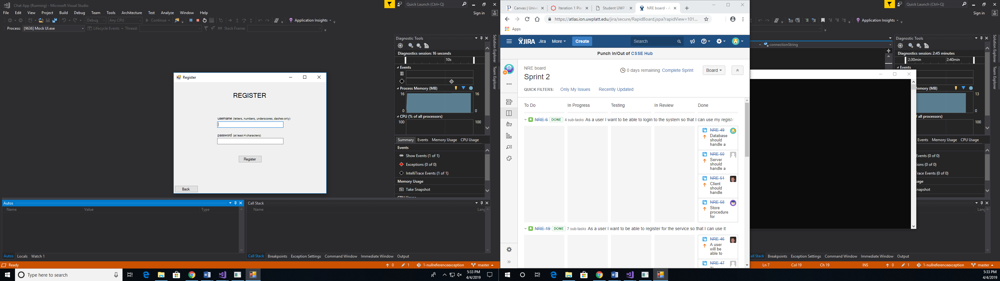 Chat App (Running) - Microsoft Visual Studio
Quick Launch (Ctrl+Q)
File Edit View Project Build Debug Team Tools Architecture Test Analyze Window Help
Sign in
Debug Any CPU Continue Application Insights
Process: [9636] Mock UI.exe Lifecycle Events Thread: Stack Frame:
Register
REGISTER
username (letters, numbers, underscores, dashes only)
password (at least 4 characters)
Register
Back
Diagnostic Tools
Diagnostics session: 16 seconds
10s
Events
Process Memory (MB)
16 16
0 0
CPU (% of all processors)
100 100
Summary Events Memory Usage CPU Usage
Events
Show Events (1 of 1)
Exceptions (0 of 0)
IntelliTrace Events (1 of 1)
Memory Usage
Take Snapshot
Solution Explorer
Team Explorer
Autos
Name Value Type
Autos Locals Watch 1
Call Stack
Name Lang
Call Stack Breakpoints Exception Settings Command Window Immediate Window Output
Ready 0 1 1-nullreferenceexception master
Type here to search
5:33 PM
4/4/2019
Canvas | Unive
Iteration 1 Plan
Student UWP
NRE board - A
https://atlas.ion.uwplatt.edu/jira/secure/RapidBoard.jspa?rapidView=101...
Apps
JIRA Jira More Create Search
Punch In/Out of CSSE Hub
NRE board
Sprint 2
0 days remaining Complete Sprint Board
QUICK FILTERS: Only My Issues Recently Updated
To Do In Progress Testing In Review Done
NRE-6 DONE 4 sub-tasks As a user I want to be able to login to the system so that I can use my registe
NRE-49
Database
should
handle a
NRE-50
Server
should
handle a
NRE-51
Client
should
handle
NRE-58
Store
procedure
for
NRE-19 DONE 7 sub-tasks As a user I want to be able to register for the service so that I can use it
NRE-46
A user
will be
able to
NRE-47
Quick Launch (Ctrl+Q)
Sign in
Application Insights
connectionString
Diagnostic Tools
Diagnostics session: 2:45 minutes
2:30min 2:40min
Events
emory (MB)
13
0
f all processors)
100
Events Memory Usage CPU Usage
Events (0 of 0)
ions (0 of 0)
Trace Events (0 of 0)
sage
napshot
Solution Explorer
Team Explorer
Lang
all Stack Breakpoints Exception Settings Command Window Immediate Window Output
Ln 7 Col 19 Ch 19 INS 0 1 1-nullreferenceexception master
5:33 PM
4/4/2019